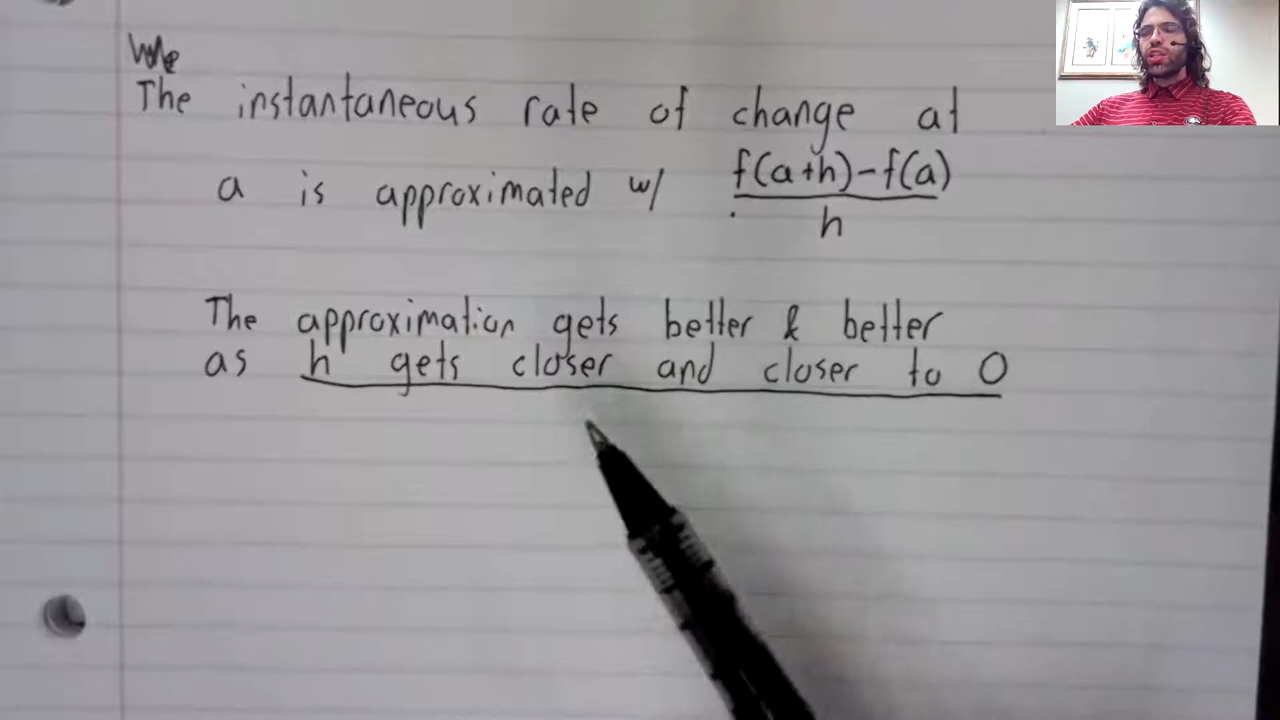 The instantaneous rate of change at
a is approximated w/ f(a+h)-f(a)
h
The approximation gets better & better
as h gets closer and closer to 0